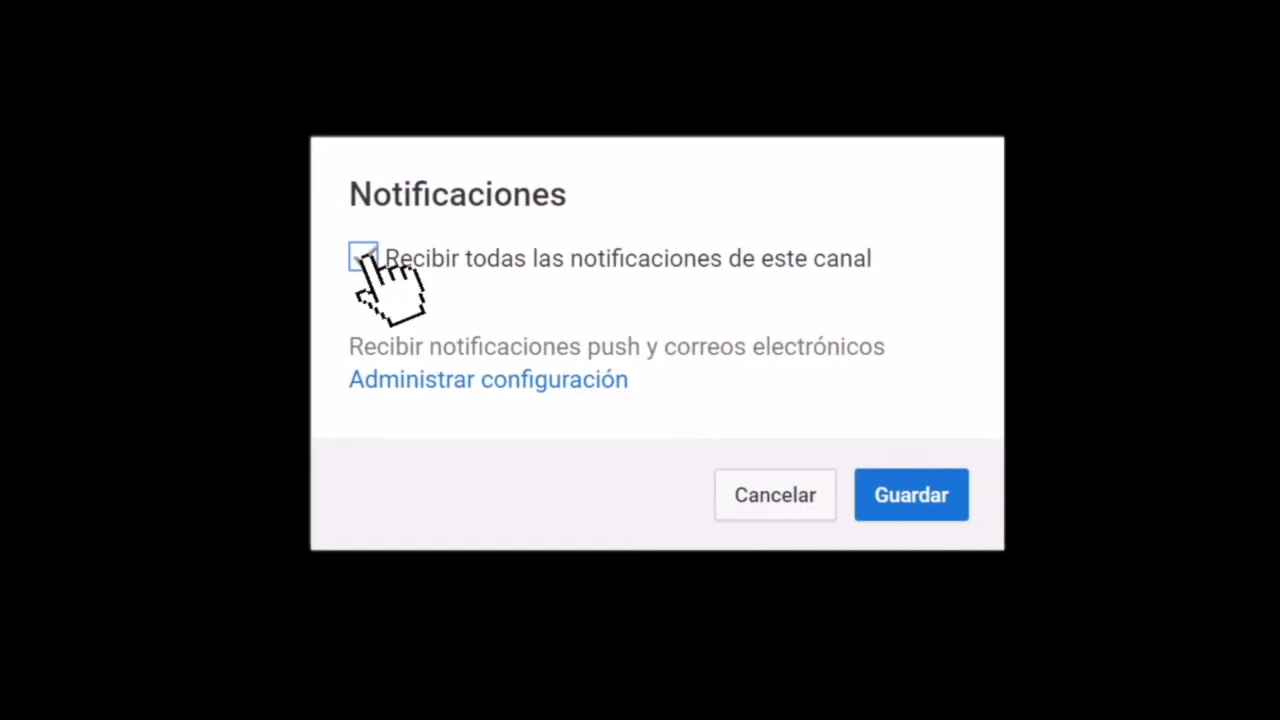 Notificaciones
Recibir todas las notificaciones de este canal
Recibir notificaciones push y correos electrónicos
Administrar configuración
Cancelar
Guardar